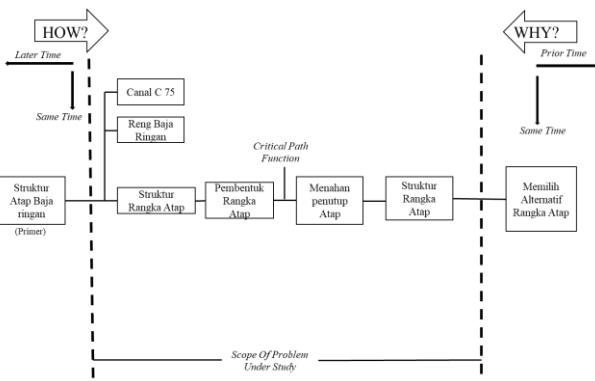 HOW?
WHY?
Later Time
Same Time
Prior Time
Same Time
Canal C 75
Reng Baja
Ringan
Critical Path
Function
Struktur
Atap Baja
ringan
(Primer)
Struktur
Rangka Atap
Pembentuk
Rangka
Atap
Menahan
penutup
Atap
Struktur
Rangka
Atap
Memilih
Alternatif
Rangka Atap
Scope Of Problem
Under Study